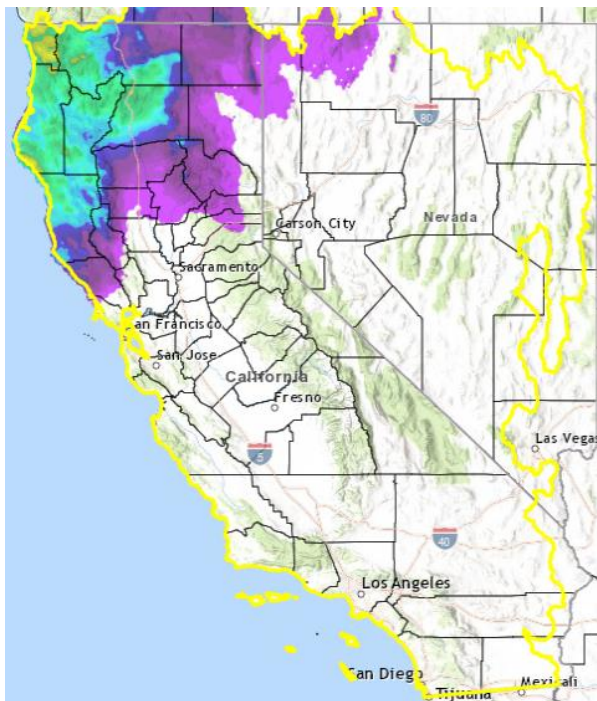 80
Carson City
Nevada
Sacramento
an Francisco
San Jose
California
Fresno
5
Las Vegas
40
Los Angeles
San Diego
Tijuana
Mexicali